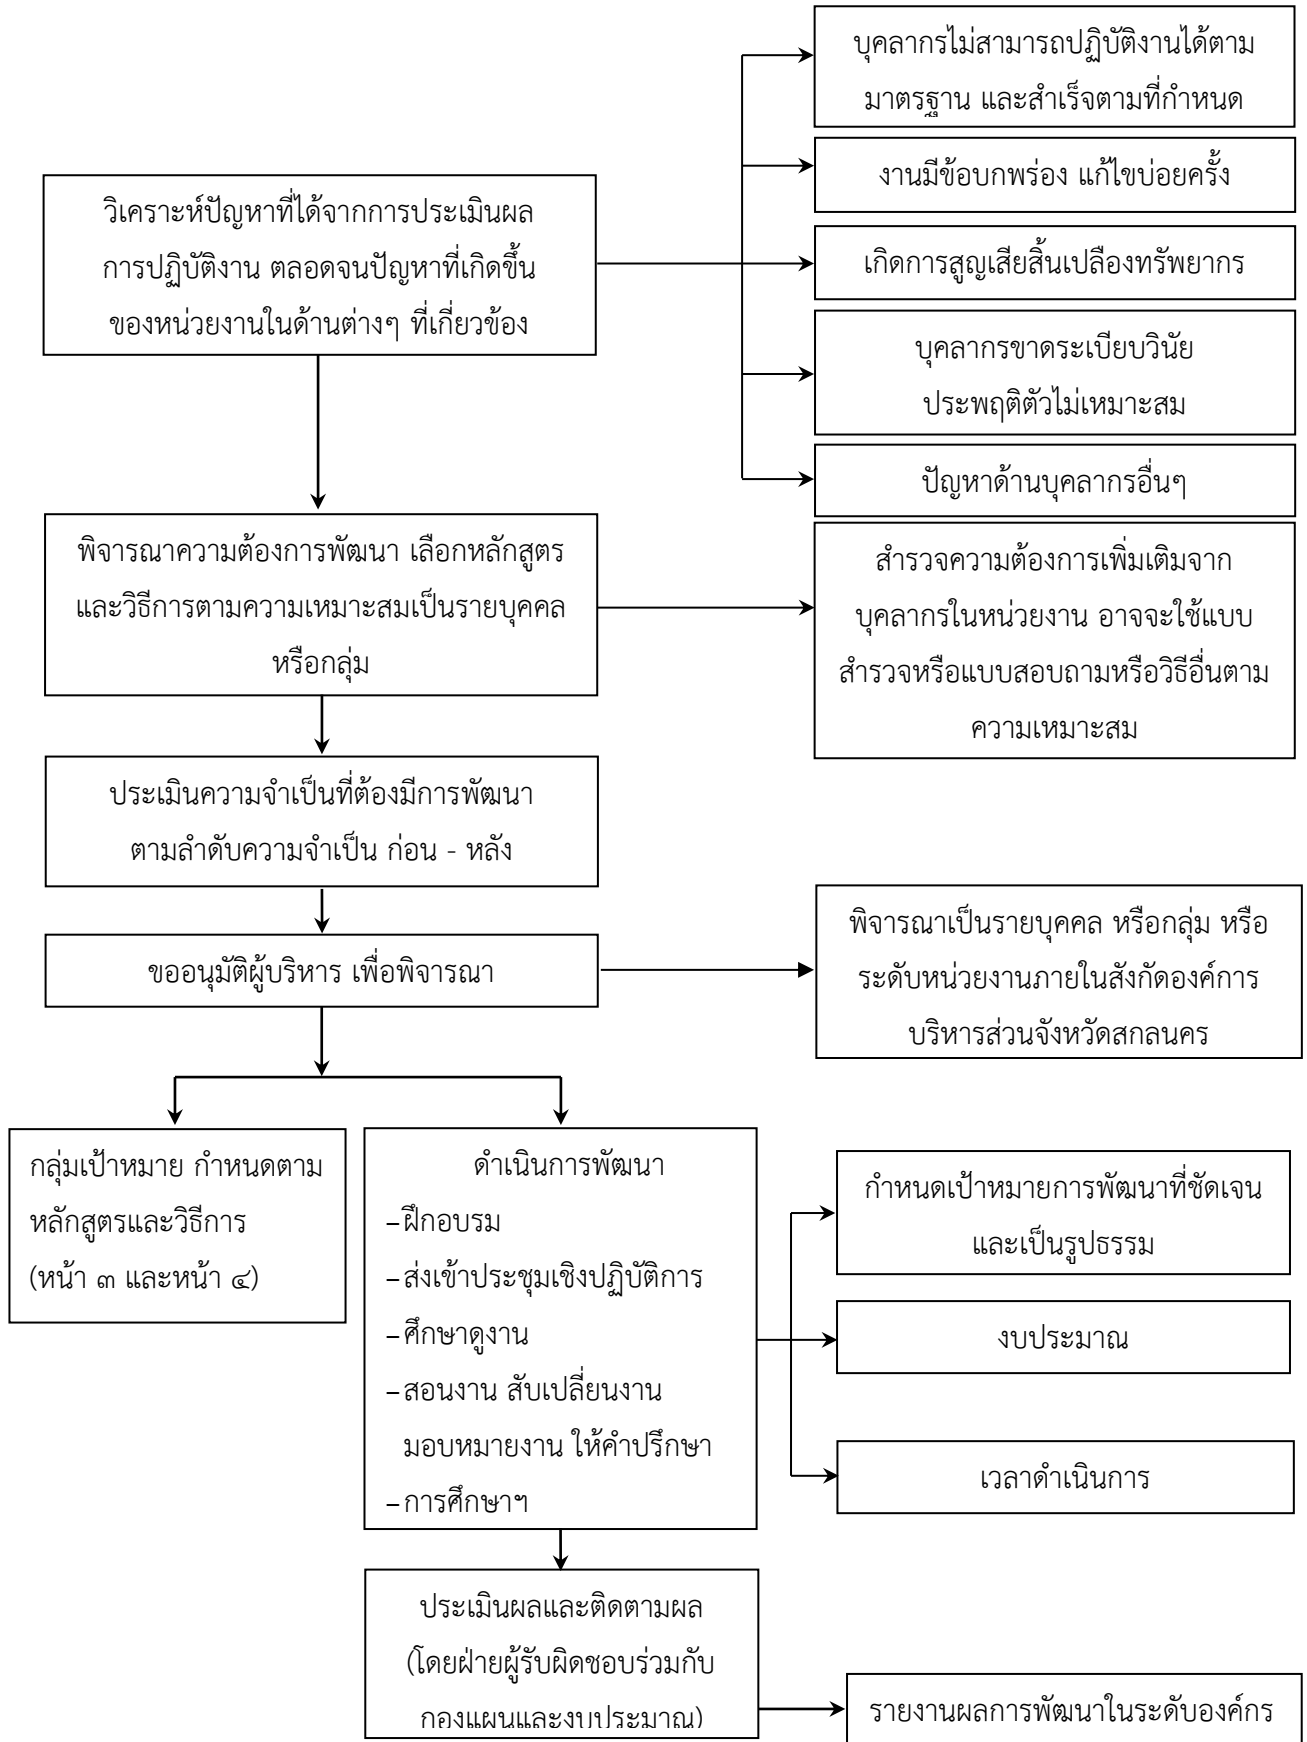 บุคลากรไม่สามารถปฏิบัติงานได้ตาม
มาตรฐาน และสำเร็จตามที่กำหนด
งานมีข้อบกพร่อง แก้ไขบ่อยครั้ง
วิเคราะห์ปัญหาที่ได้จากการประเมินผล
การปฏิบัติงาน ตลอดจนปัญหาที่เกิดขึ้น
ของหน่วยงานในด้านต่างๆ ที่เกี่ยวข้อง
เกิดการสูญเสียสิ้นเปลืองทรัพยากร
บุคลากรขาดระเบียบวินัย
ประพฤติตัวไม่เหมาะสม
ปัญหาด้านบุคลากรอื่นๆ
พิจารณาความต้องการพัฒนา เลือกหลักสูตร
และวิธีการตามความเหมาะสมเป็นรายบุคคล
หรือกลุ่ม
สำรวจความต้องการเพิ่มเติมจาก
บุคลากรในหน่วยงาน อาจจะใช้แบบ
สำรวจหรือแบบสอบถามหรือวิธีอื่นตาม
ความเหมาะสม
ประเมินความจำเป็นที่ต้องมีการพัฒนา
ตามลำดับความจำเป็น ก่อน - หลัง
ขออนุมัติผู้บริหาร เพื่อพิจารณา
พิจารณาเป็นรายบุคคล หรือกลุ่ม หรือ
ระดับหน่วยงานภายในสังกัดองค์การ
บริหารส่วนจังหวัดสกลนคร
กลุ่มเป้าหมาย กำหนดตาม
หลักสูตรและวิธีการ
(หน้า ๓ และหน้า ๔)
ดำเนินการพัฒนา
–ฝึกอบรม
–ส่งเข้าประชุมเชิงปฏิบัติการ
–ศึกษาดูงาน
–สอนงาน สับเปลี่ยนงาน
มอบหมายงาน ให้คำปรึกษา
–การศึกษาฯ
กำหนดเป้าหมายการพัฒนาที่ชัดเจน
และเป็นรูปธรรม
งบประมาณ
เวลาดำเนินการ
ประเมินผลและติดตามผล
(โดยฝ่ายผู้รับผิดชอบร่วมกับ
กองแผนและงบประมาณ)
รายงานผลการพัฒนาในระดับองค์กร